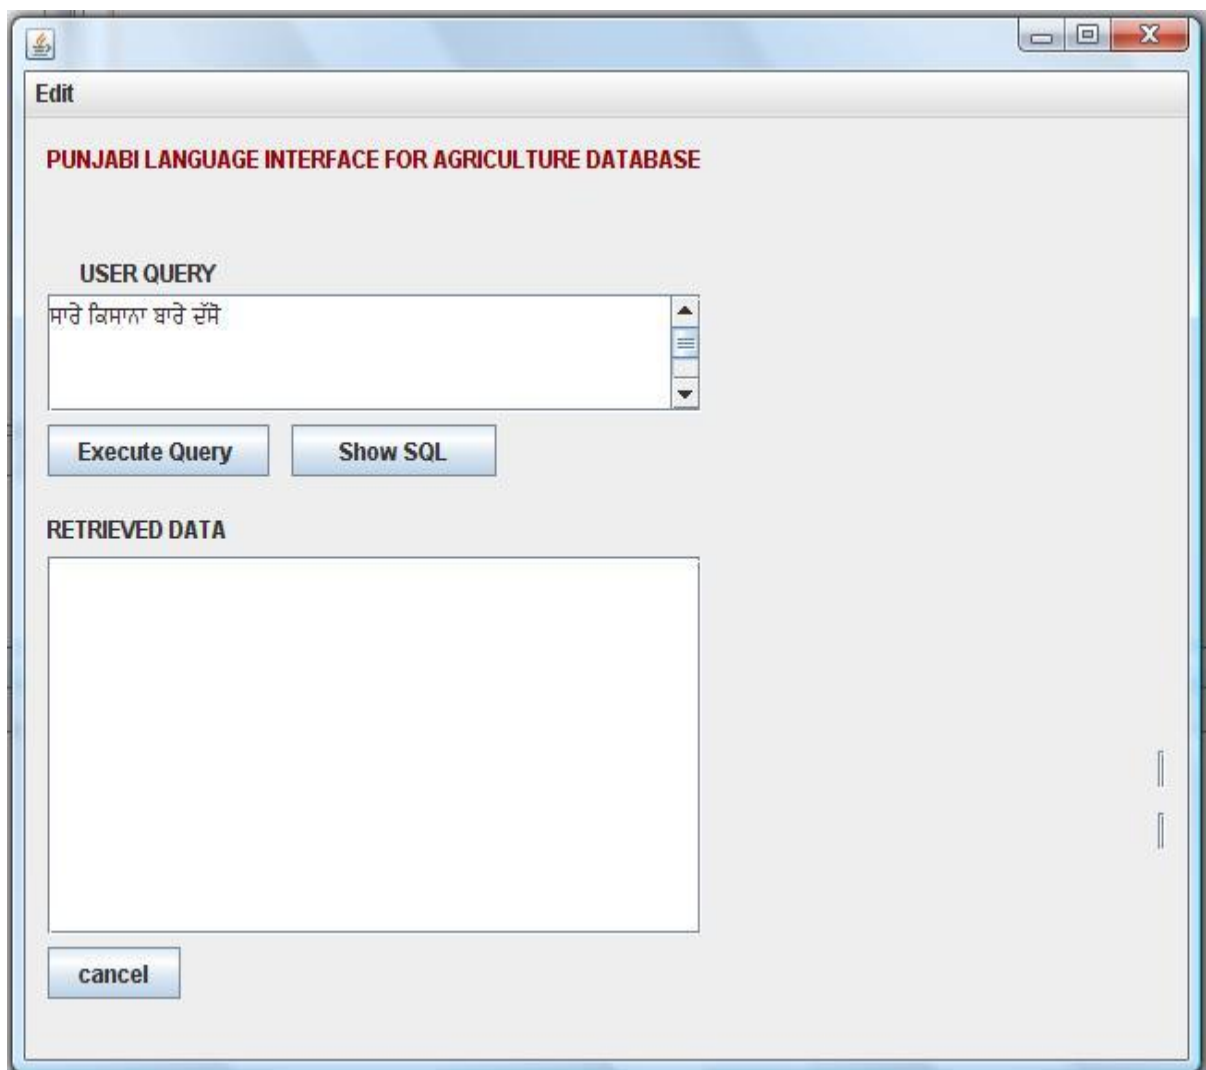 Edit
PUNJABI LANGUAGE INTERFACE FOR AGRICULTURE DATABASE
USER QUERY
ਸਾਰੇ ਕਿਸਾਨਾ ਬਾਰੇ ਦੱਸੋ
Execute Query Show SQL
RETRIEVED DATA
cancel